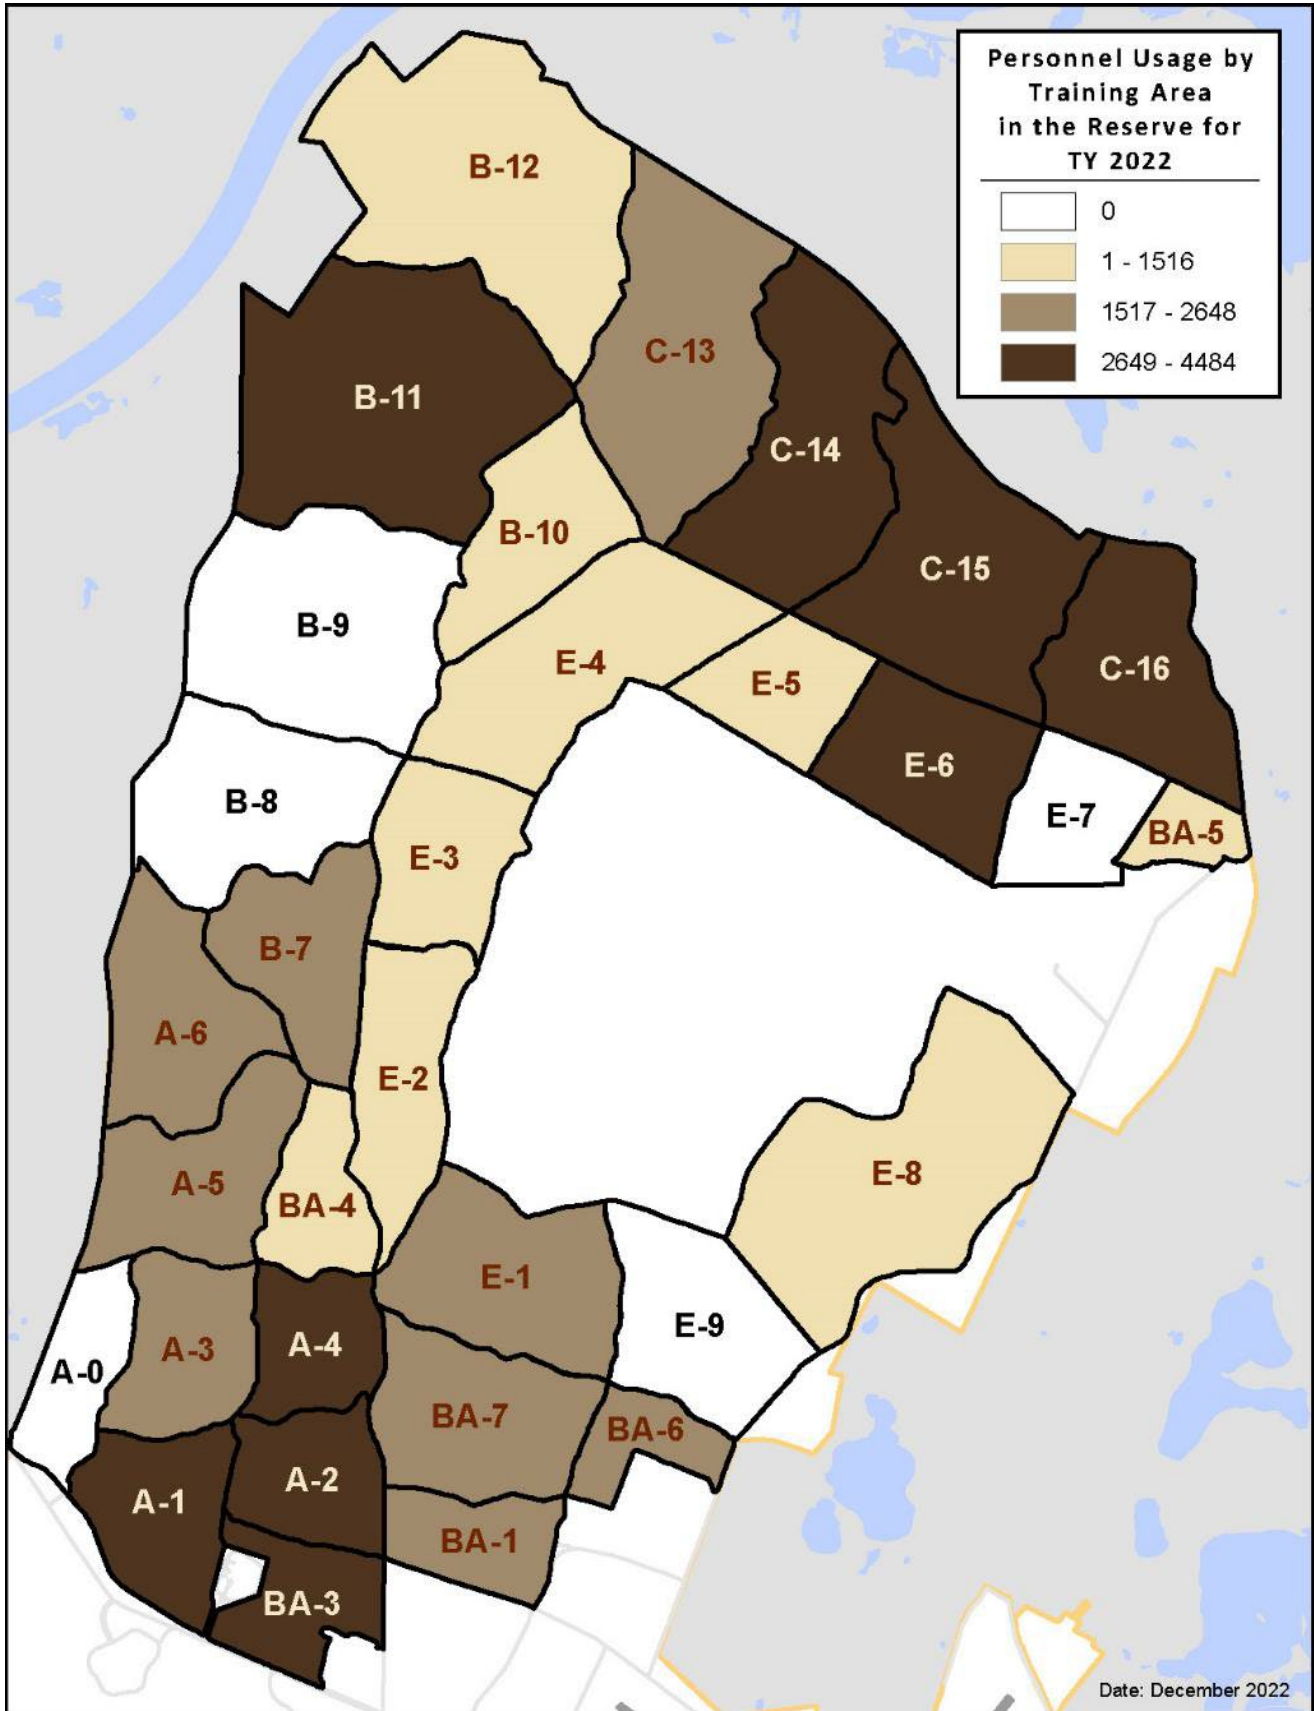 Personnel Usage by
Training Area
in the Reserve for
TY 2022
0
1 - 1516
1517 - 2648
2649 - 4484
B-12
C-13
B-11
C-14
B-10
C-15
B-9
E-4
C-16
E-5
E-6
B-8
E-7
BA-5
E-3
B-7
A-6
E-2
E-8
A-5
BA-4
E-1
E-9
A-4
A-3
A-0
BA-7
BA-6
A-2
A-1
BA-1
BA-3
Date: December 2022